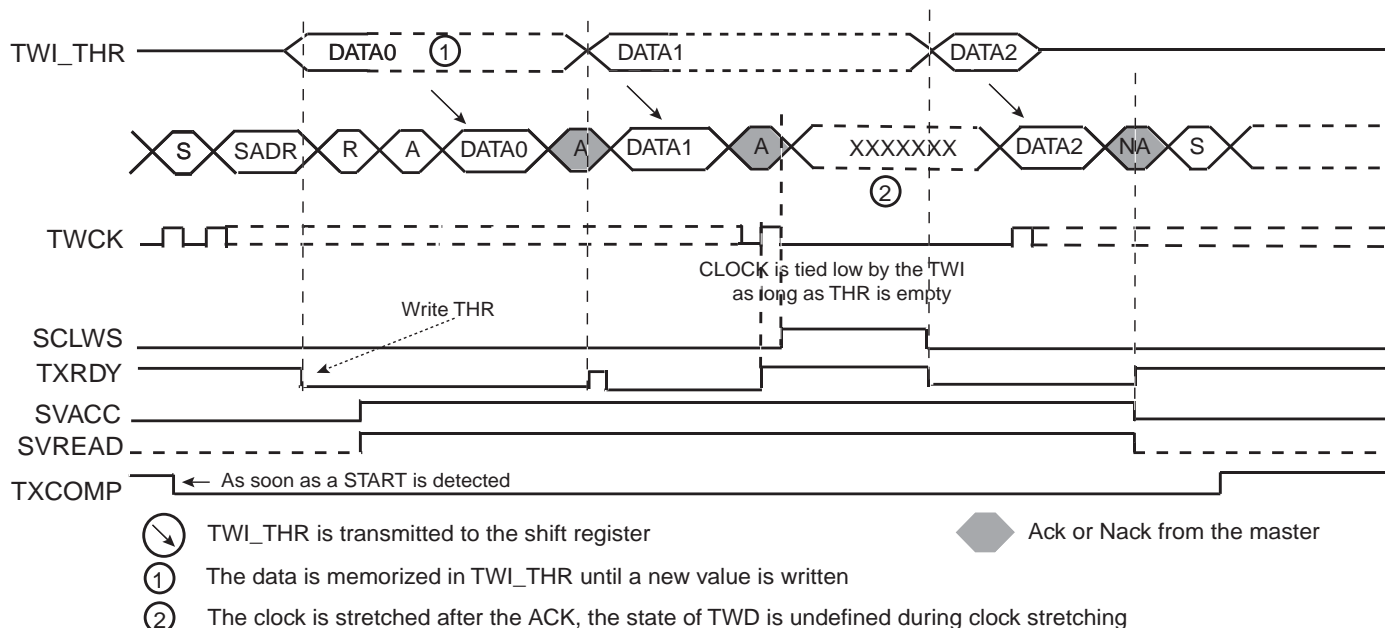 TWI_THR DATA0 1 DATA1 DATA2
S SADR R A DATA0 A DATA1 A XXXXXXX DATA2 NA S
2
TWCK
CLOCK is tied low by the TWI
as long as THR is empty
Write THR
SCLWS
TXRDY
SVACC
SVREAD
TXCOMP As soon as a START is detected
TWI_THR is transmitted to the shift register Ack or Nack from the master
1 The data is memorized in TWI_THR until a new value is written
2 The clock is stretched after the ACK, the state of TWD is undefined during clock stretching